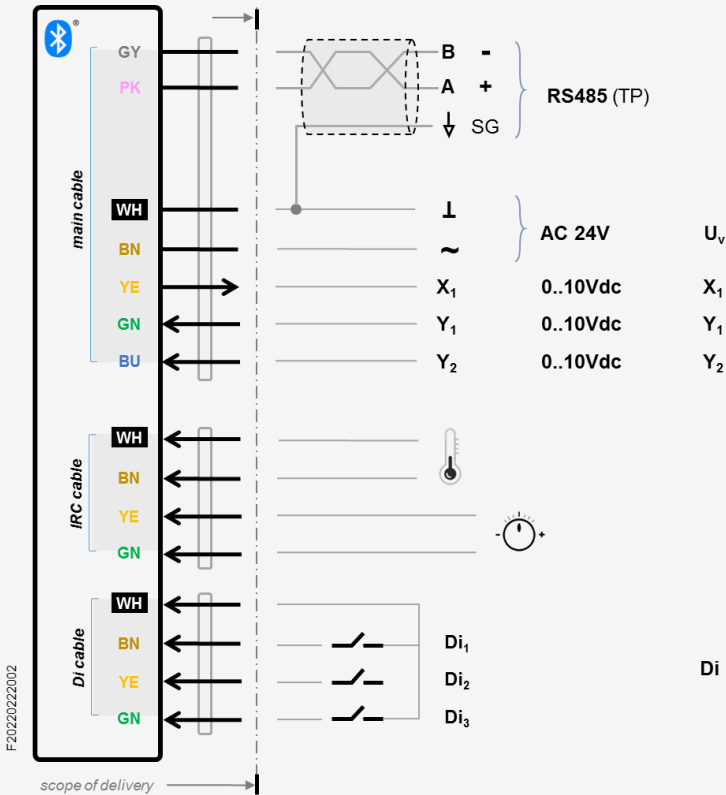 ®
GY B -
PK A + RS485 (TP)
SG
main cable
WH ⊥
AC 24V Uv
BN ~
YE X1 0..10Vdc X1
GN Y1 0..10Vdc Y1
BU Y2 0..10Vdc Y2
IRC cable
WH
BN
YE
- +
GN
Di cable
WH
BN Di1
Di
YE Di2
GN Di3
F20220222002
scope of delivery